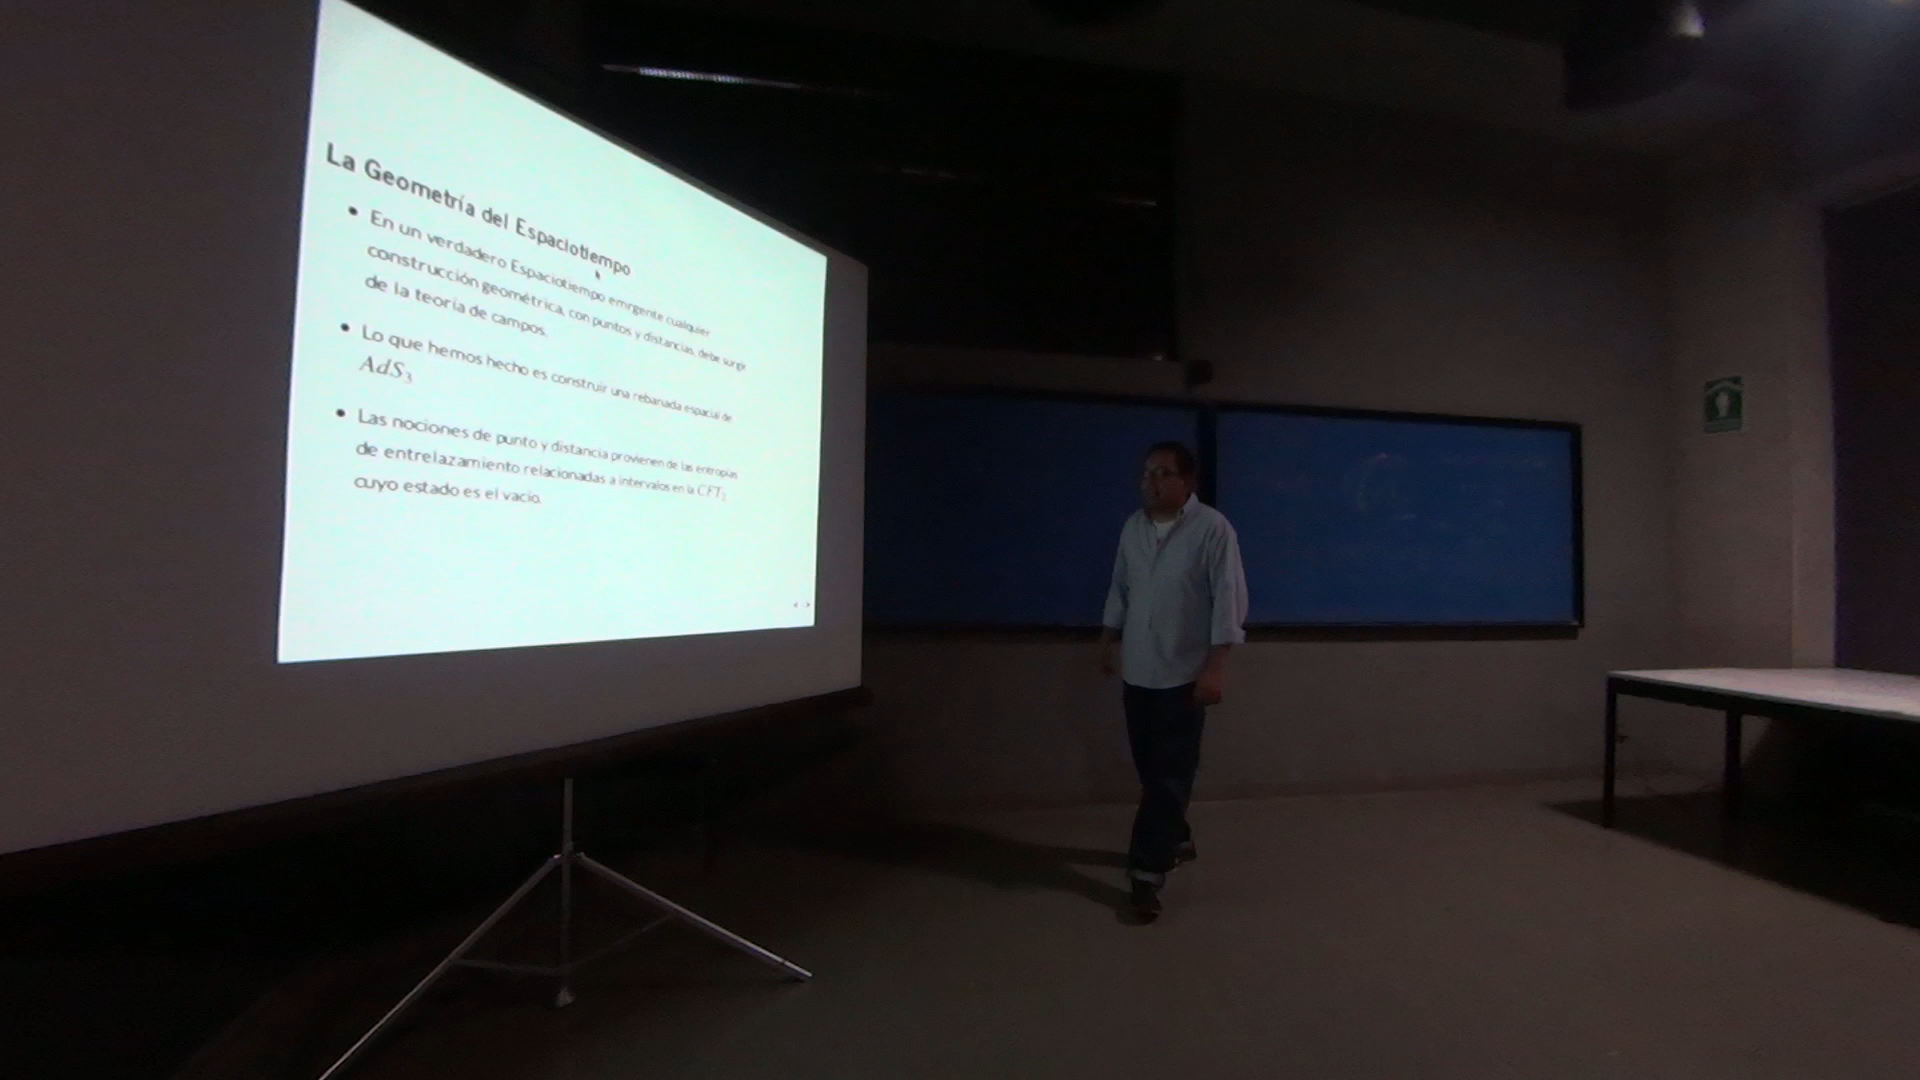 La Geometría del Espaciotiempo
• En un verdadero Espaciotiempo emrgente cualquier
construcción geométrica, con puntos y distancias, debe surgir
de la teoría de campos.
• Lo que hemos hecho es construir una rebanada espacial de
AdS₃
• Las nociones de punto y distancia provienen de las entropías
de entrelazamiento relacionadas a intervalos en la CFT₂
cuyo estado es el vacío.